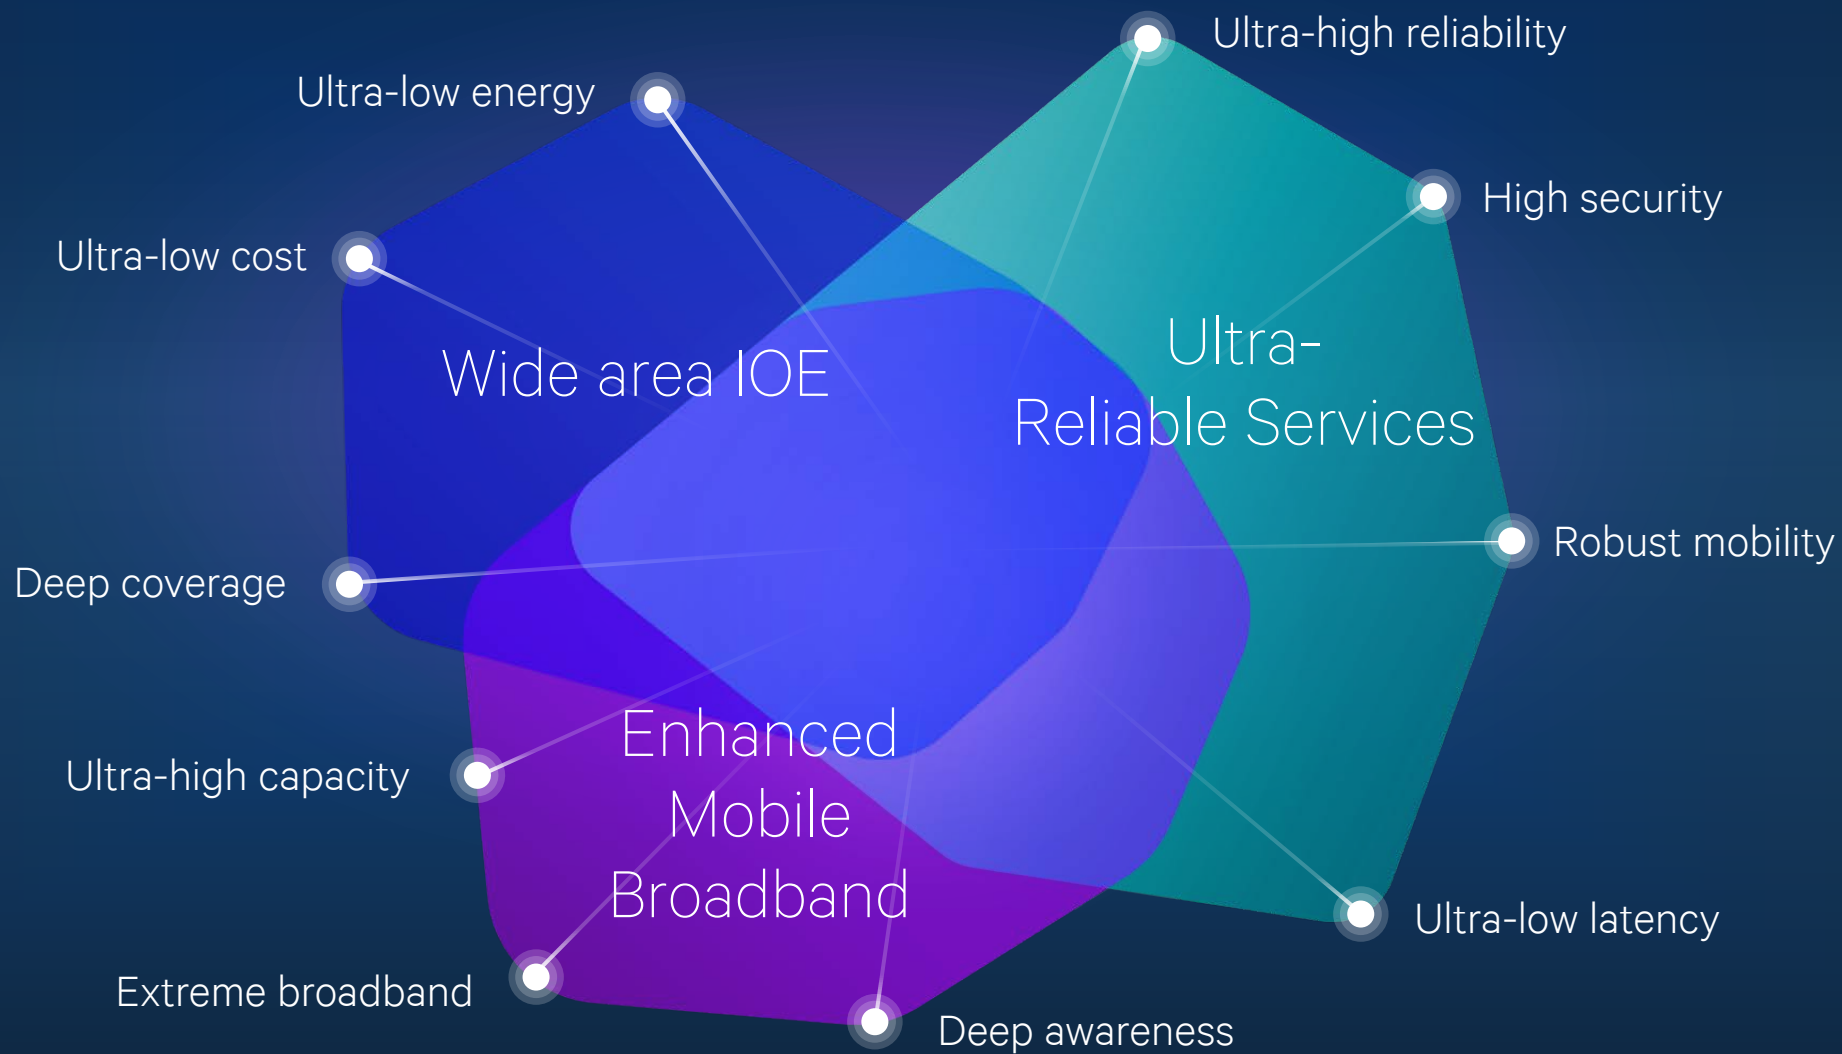 Ultra-high reliability
Ultra-low energy
High security
Ultra-low cost
Wide area IOE
Ultra-
Reliable Services
Robust mobility
Deep coverage
Enhanced
Mobile
Broadband
Ultra-high capacity
Ultra-low latency
Extreme broadband
Deep awareness